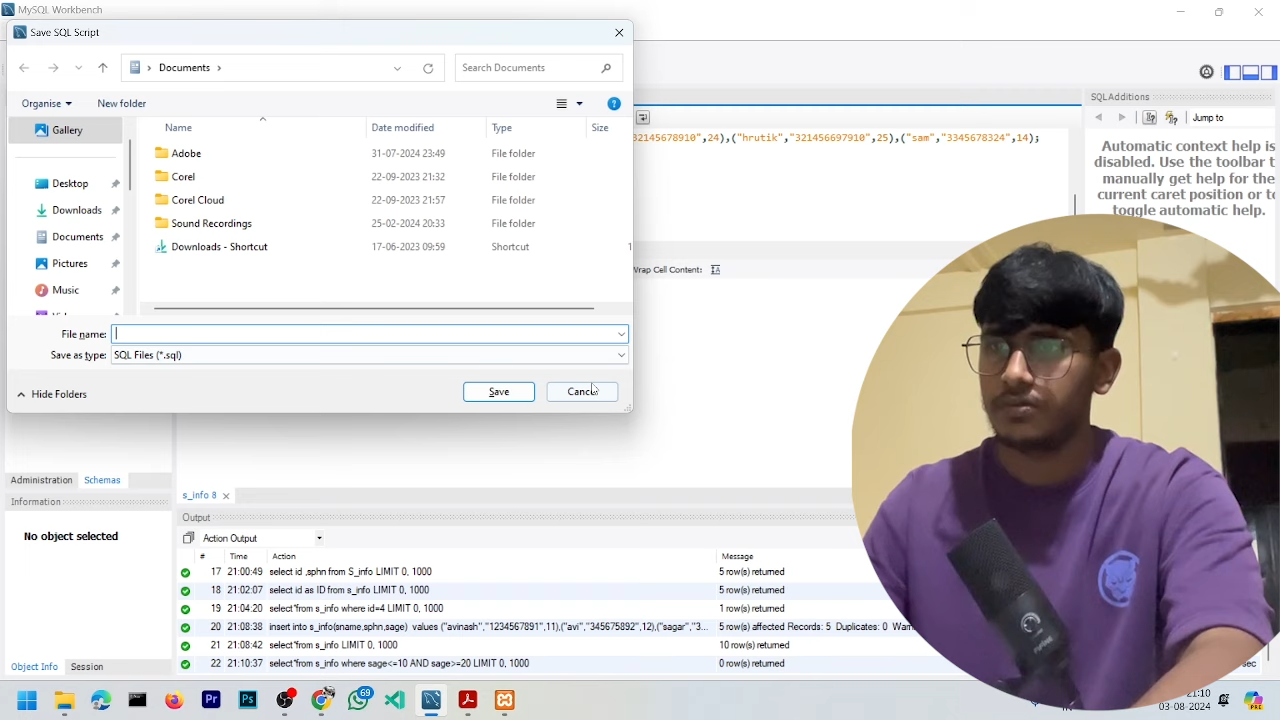 MySQL Workbench
Save SQL Script
Documents
Search Documents
Organise
New folder
Gallery
Desktop
Downloads
Documents
Pictures
Music
Name
Date modified
Type
Size
Adobe 31-07-2024 23:49 File folder
Corel 22-09-2023 21:32 File folder
Corel Cloud 22-09-2023 21:57 File folder
Sound Recordings 25-02-2024 20:33 File folder
Downloads - Shortcut 17-06-2023 09:59 Shortcut 1
File name:
Save as type: SQL Files (*.sql)
Hide Folders
Save
Cancel
32145678910",24),("hrutik","321456697910",25),("sam","3345678324",14);
Wrap Cell Content:
SQLAdditions
Jump to
Automatic context help is
disabled. Use the toolbar t
manually get help for the
current caret position or to
toggle automatic help.
Administration Schemas
Information
No object selected
Object Info Session
s_info 8
Output
Action Output
# Time Action Message
17 21:00:49 select id ,sphn from S_info LIMIT 0, 1000 5 row(s) returned
18 21:02:07 select id as ID from s_info LIMIT 0, 1000 5 row(s) returned
19 21:04:20 select*from s_info where id=4 LIMIT 0, 1000 1 row(s) returned
20 21:08:38 insert into s_info(sname,sphn,sage) values ("avinash","1234567891",11),("avi","345675892",12),("sagar","3... 5 row(s) affected Records: 5 Duplicates: 0 Warn
21 21:08:42 select*from s_info LIMIT 0, 1000 10 row(s) returned
22 21:10:37 select*from s_info where sage<=10 AND sage>=20 LIMIT 0, 1000 0 row(s) returned
sec
Pr
Ps
69
21:10
03-08-2024